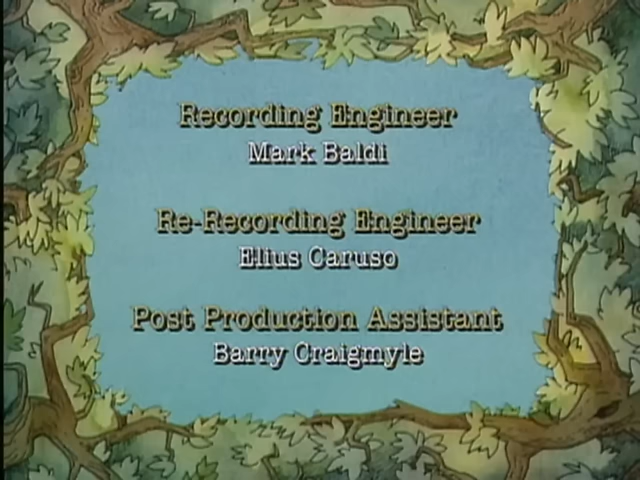 Recording Engineer
Mark Baldi
Re-Recording Engineer
Elius Caruso
Post Production Assistant
Barry Craigmyle